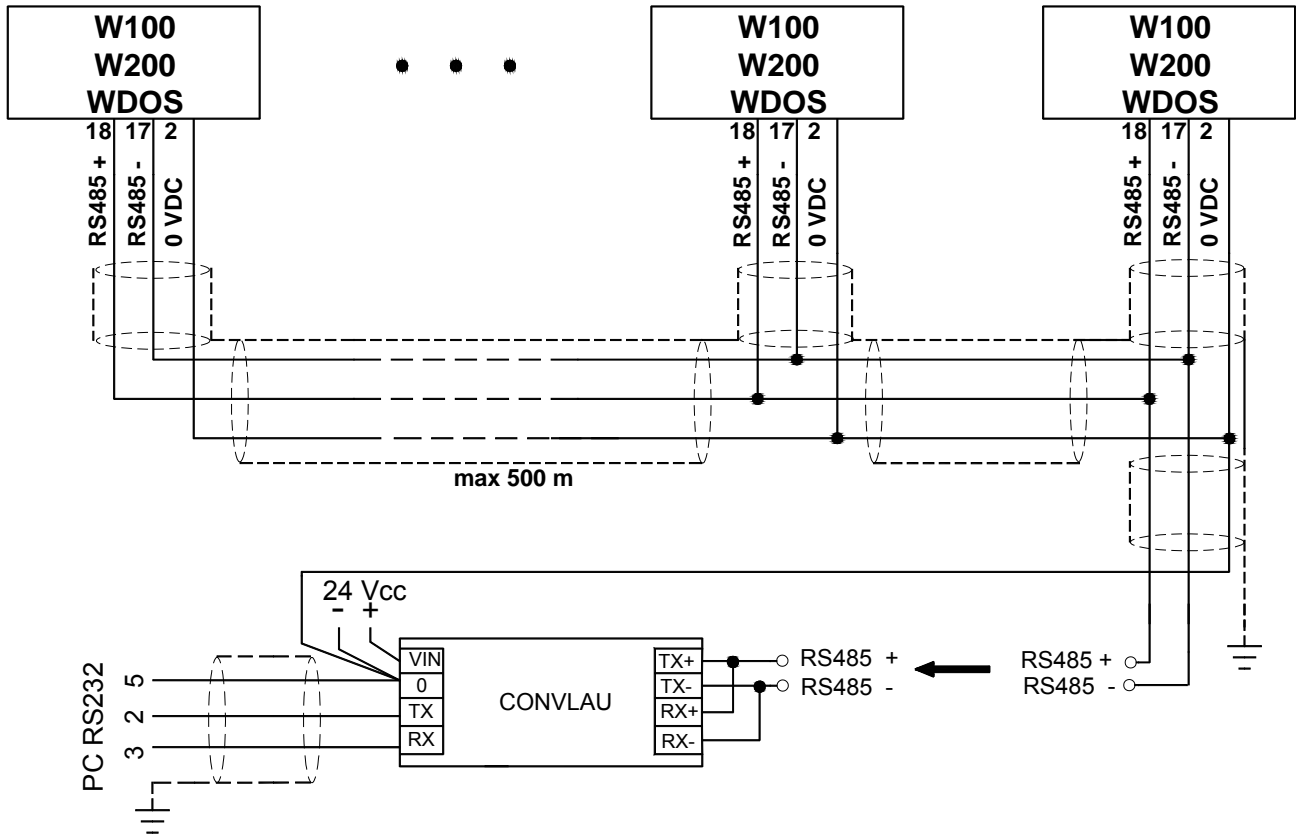 W100 W100 W100
W200 W200 W200
WDOS WDOS WDOS
18 17 2 18 17 2 18 17 2
RS485 + RS485 - 0 VDC RS485 + RS485 - 0 VDC RS485 + RS485 - 0 VDC
max 500 m
24 Vcc
- +
VIN TX+ RS485 + RS485 +
0 TX- RS485 - RS485 -
TX CONVLAU RX+
RX RX-
PC RS232
5
2
3